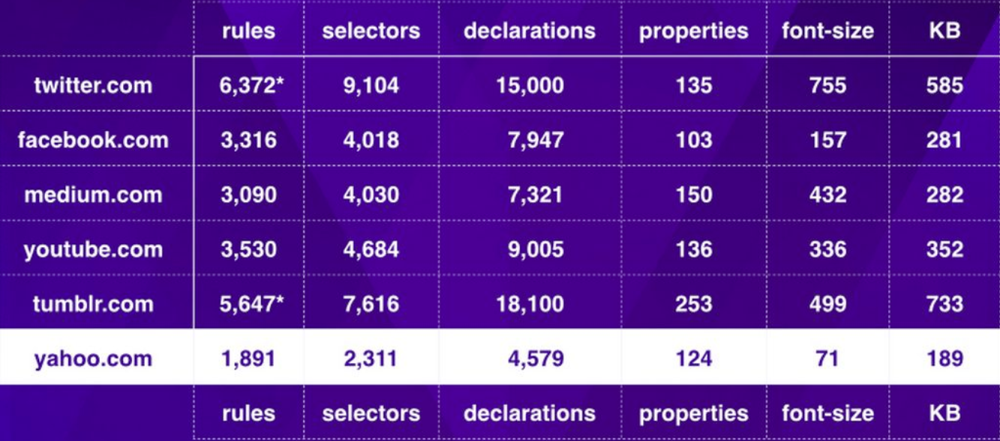 rules selectors declarations properties font-size KB
twitter.com 6,372* 9,104 15,000 135 755 585
facebook.com 3,316 4,018 7,947 103 157 281
medium.com 3,090 4,030 7,321 150 432 282
youtube.com 3,530 4,684 9,005 136 336 352
tumblr.com 5,647* 7,616 18,100 253 499 733
yahoo.com 1,891 2,311 4,579 124 71 189
rules selectors declarations properties font-size KB